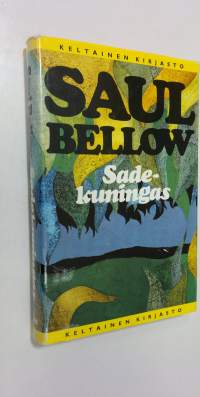 KELTAINEN KIRJASTO
SAUL
BELLOW
Sade-
kuningas
KELTAINEN KIRJASTO